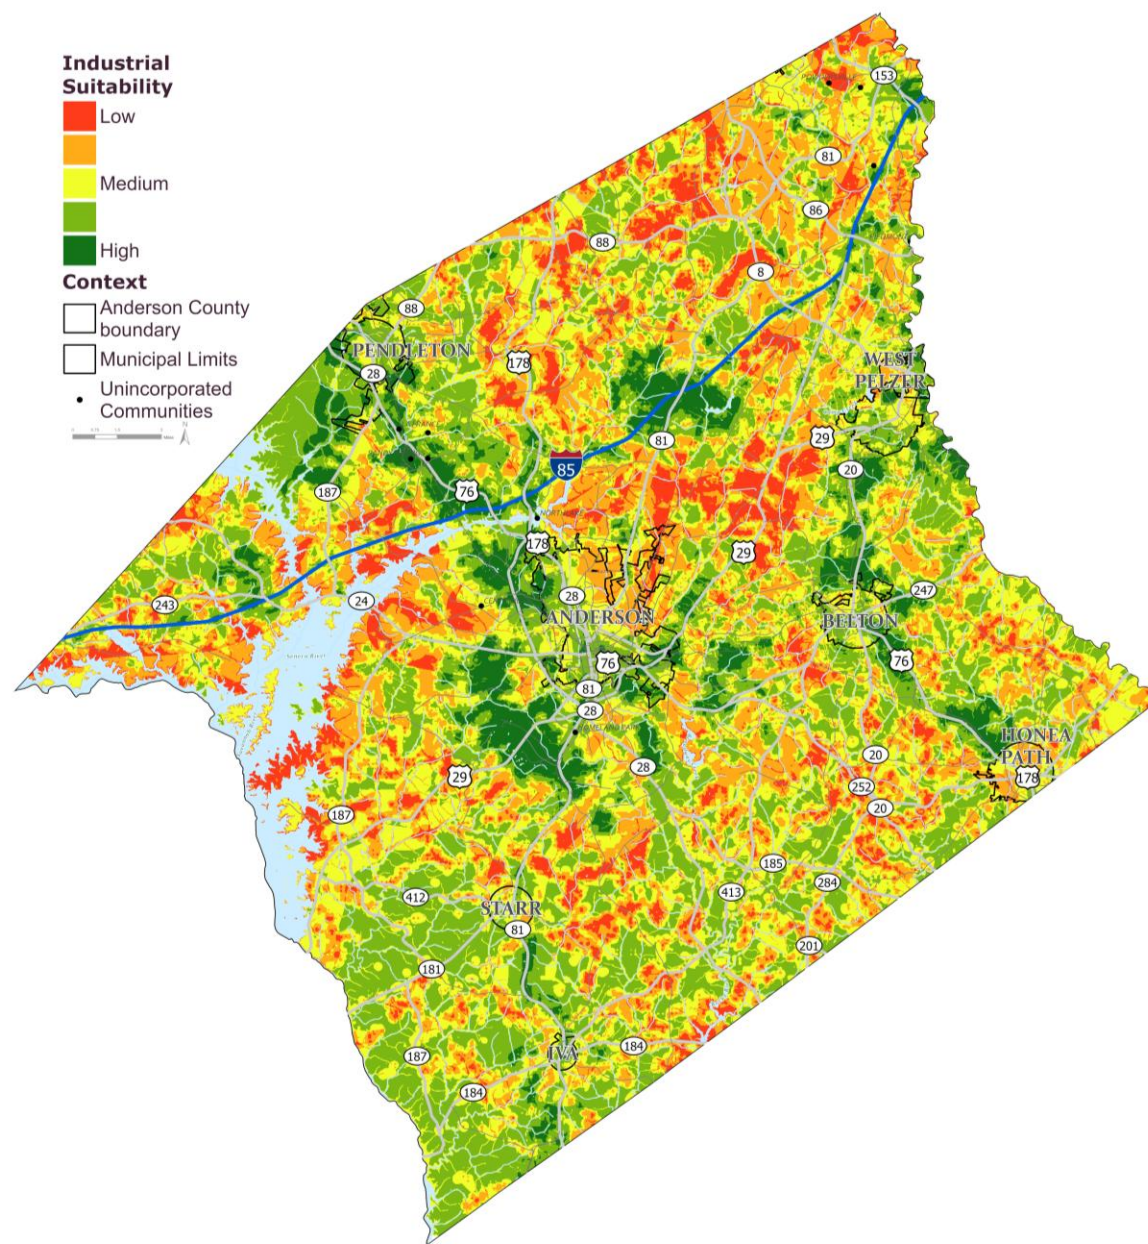 Industrial
Suitability
Low
Medium
High
Context
Anderson County
boundary
Municipal Limits
Unincorporated
Communities
N
153
81
86
88
8
88
PENDLETON
28
178
WEST
PELZER
29
81
20
85
76
187
178
29
243
24
28
ANDERSON
247
BELTON
76
76
81
28
HONEA
PATH
178
20
28
29
252
20
187
185
284
413
412
STARR
81
201
181
IVA
184
187
184